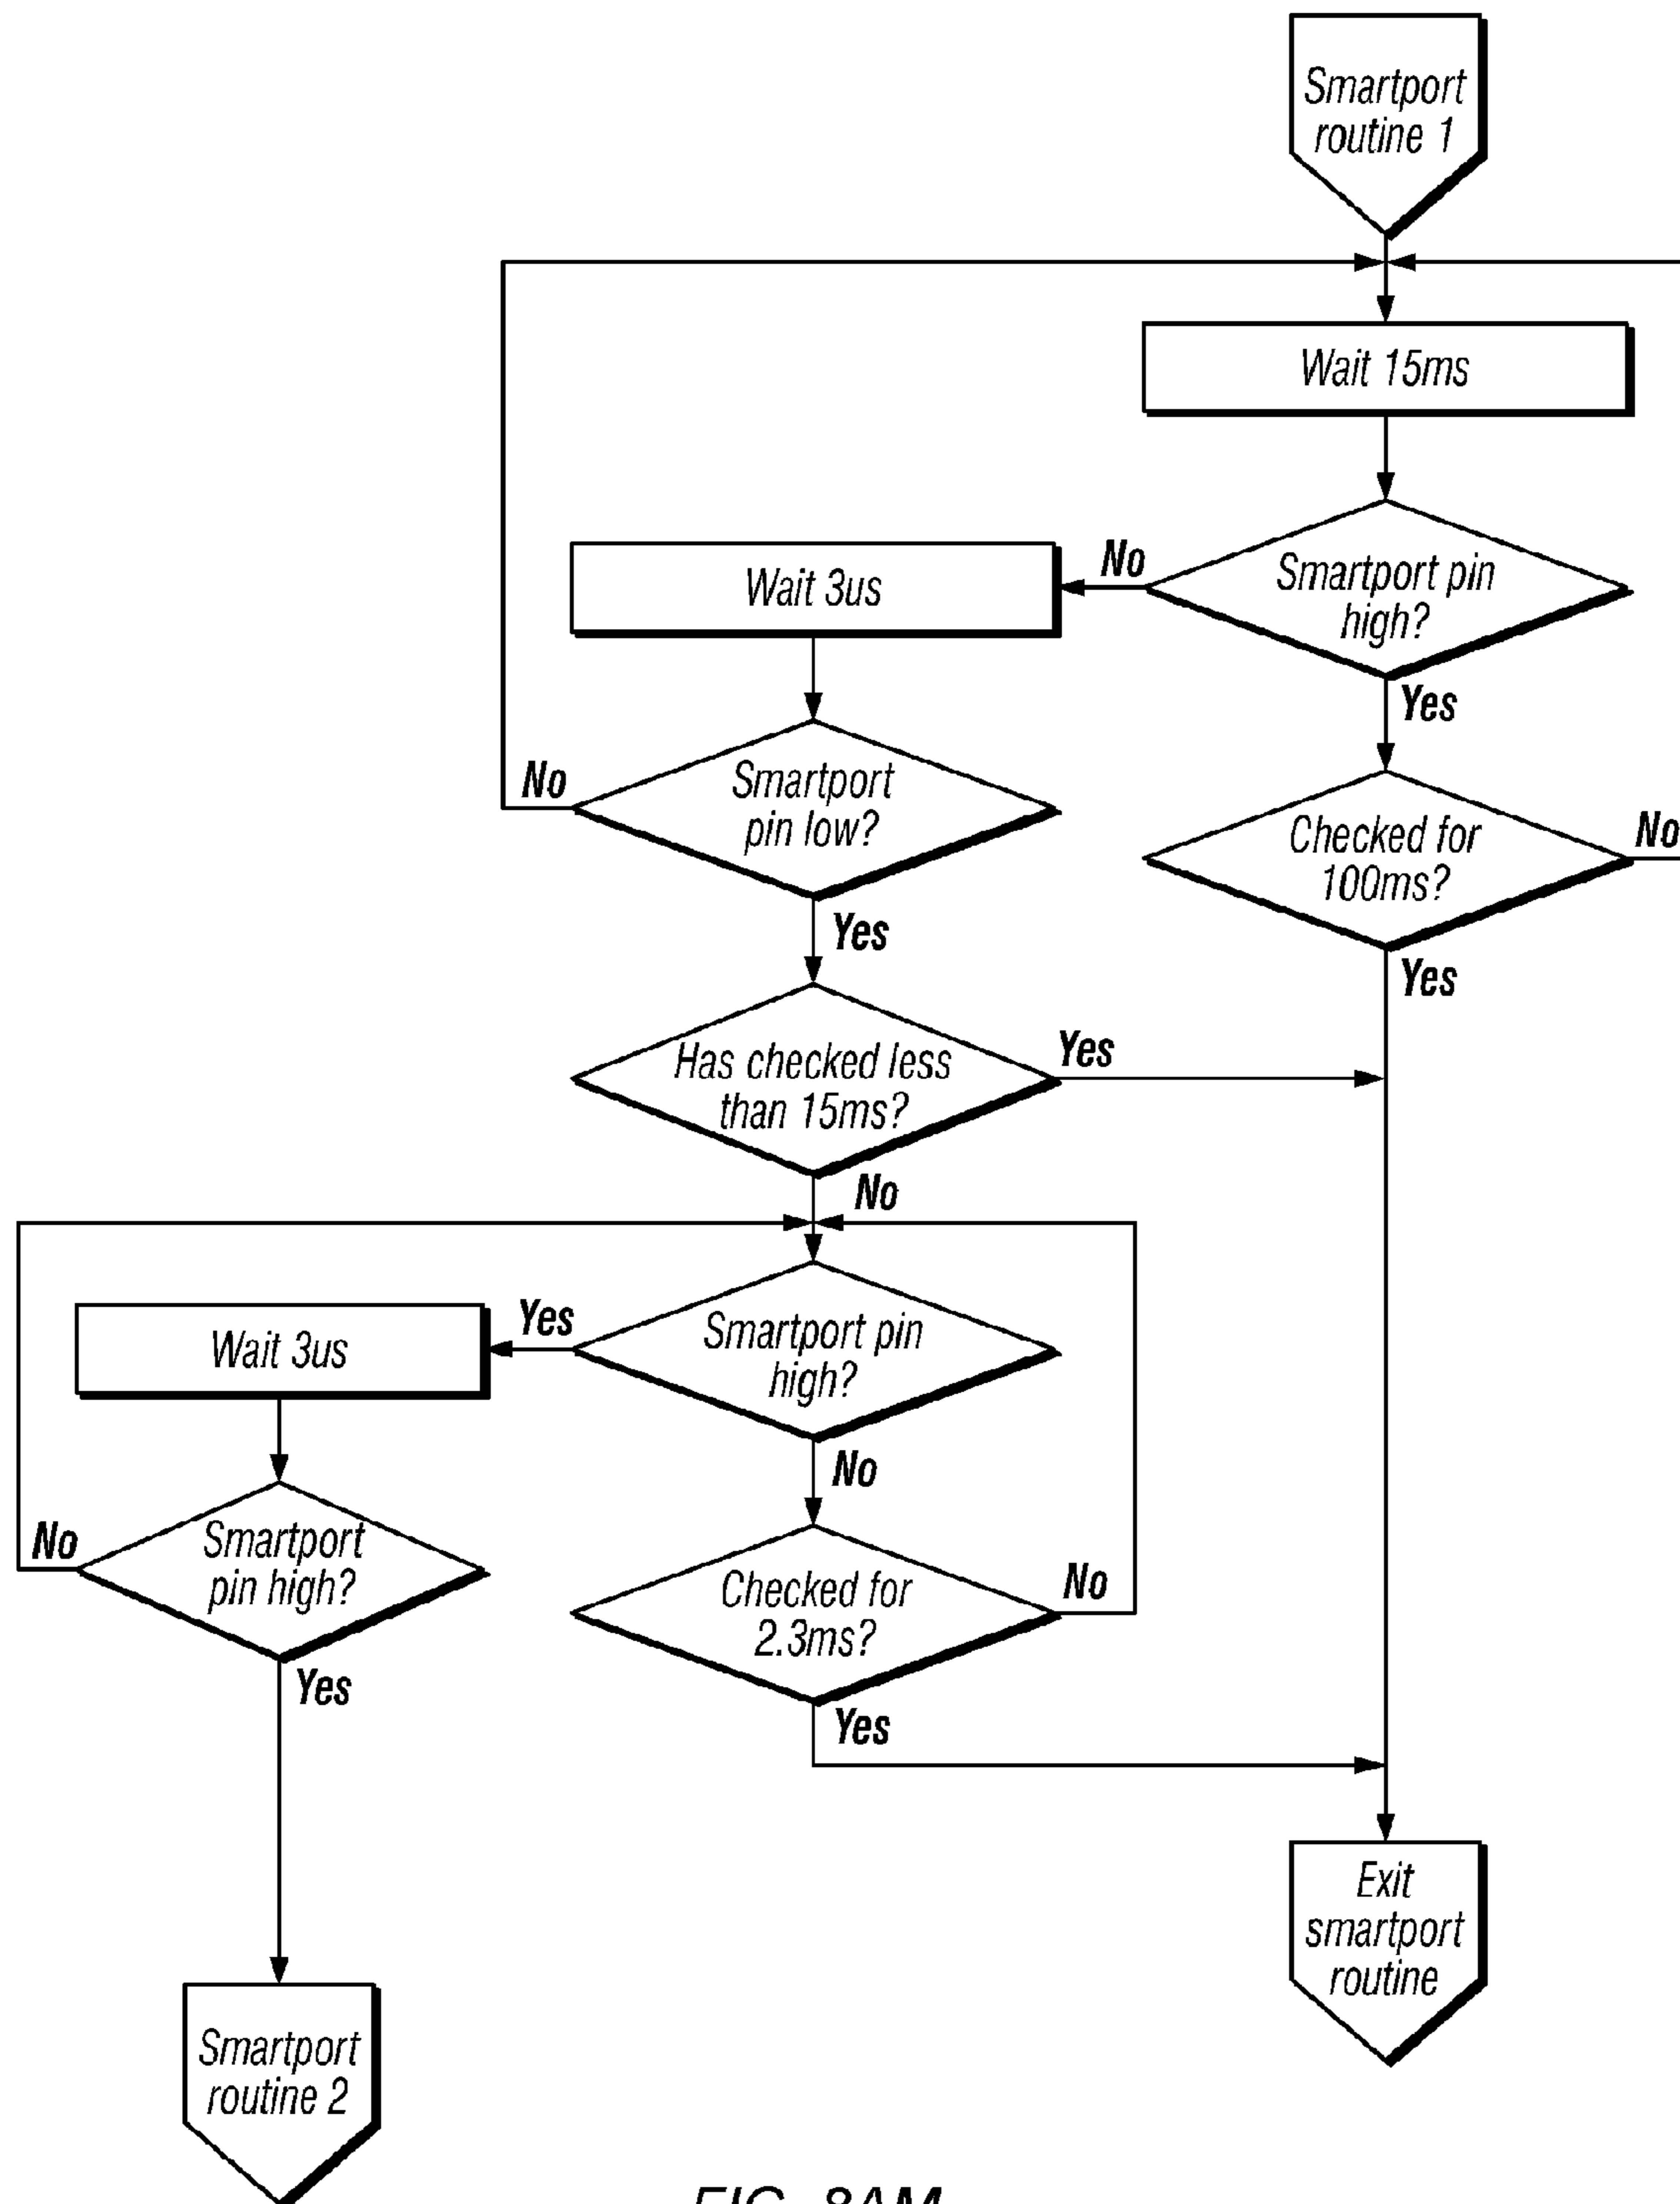 Smartport
routine 1
Wait 15ms
Smartport pin
high?
No
Wait 3us
Yes
Smartport
pin low?
No
Checked for
100ms?
No
Yes
Yes
Has checked less
than 15ms?
Yes
No
Smartport pin
high?
Yes
Wait 3us
No
Smartport
pin high?
No
Checked for
2.3ms?
No
Yes
Yes
Exit
smartport
routine
Smartport
routine 2
FIG. 8AM